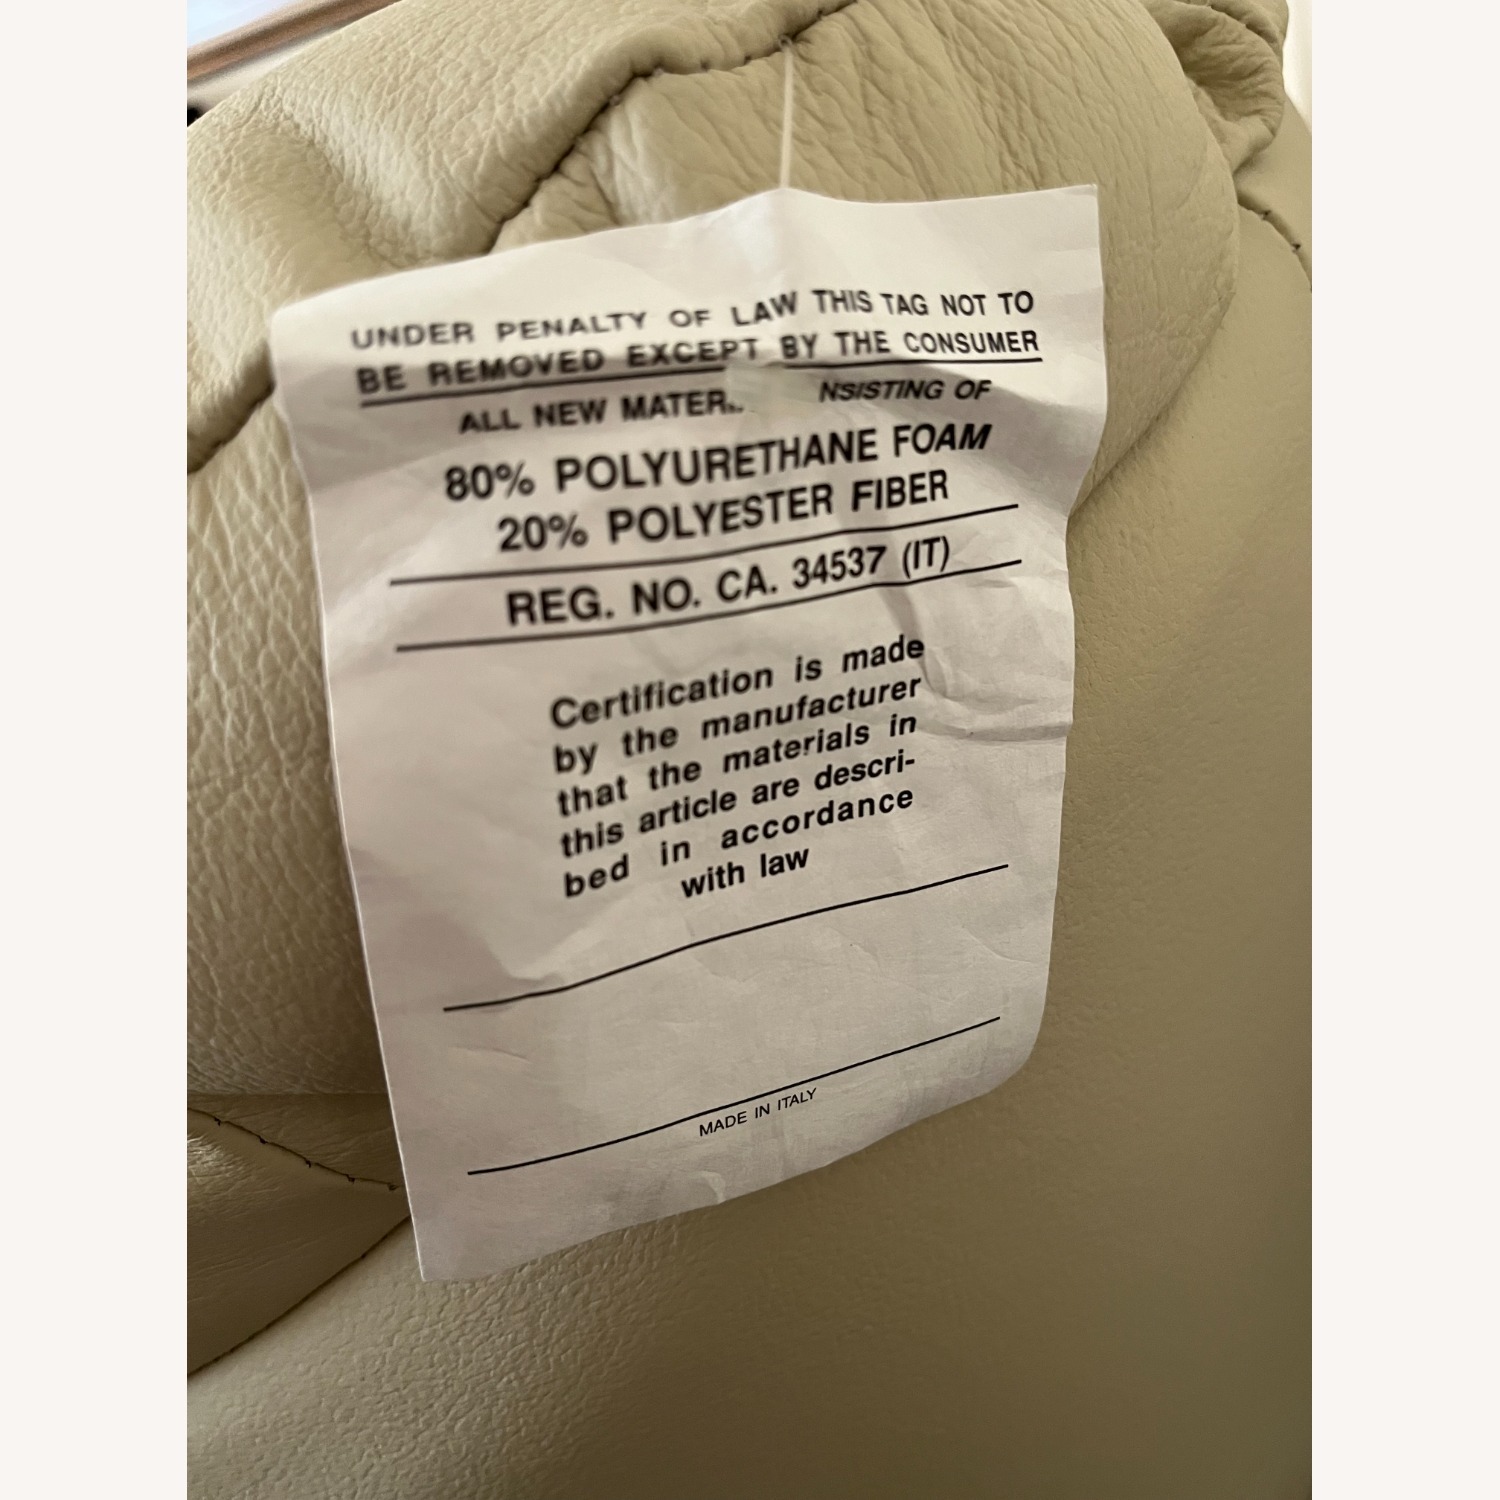 UNDER PENALTY OF LAW THIS TAG NOT TO
BE REMOVED EXCEPT BY THE CONSUMER
ALL NEW MATER NSISTING OF
80% POLYURETHANE FOAM
20% POLYESTER FIBER
REG. NO. CA. 34537 (IT)
Certification is made
by the manufacturer
that the materials in
this article are descri-
bed in accordance
with law
MADE IN ITALY